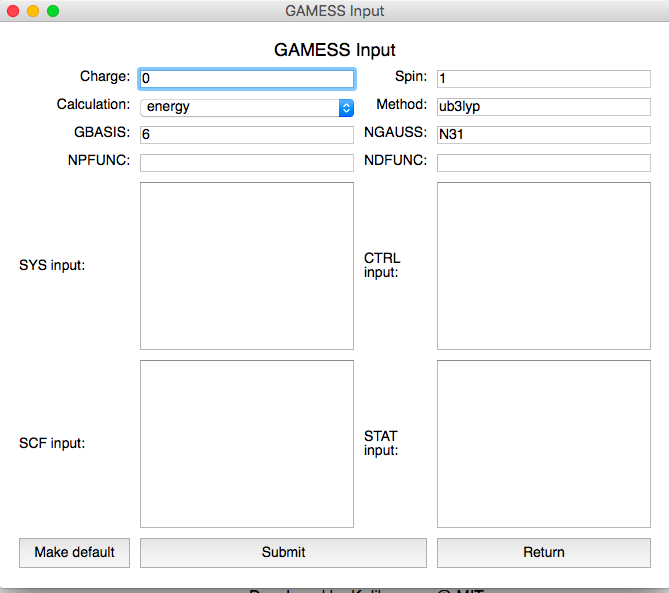 GAMESS Input
GAMESS Input
Charge: 0 Spin: 1
Calculation: energy Method: ub3lyp
GBASIS: 6 NGAUSS: N31
NPFUNC: NDFUNC:
SYS input: CTRL
input:
SCF input: STAT
input:
Make default Submit Return